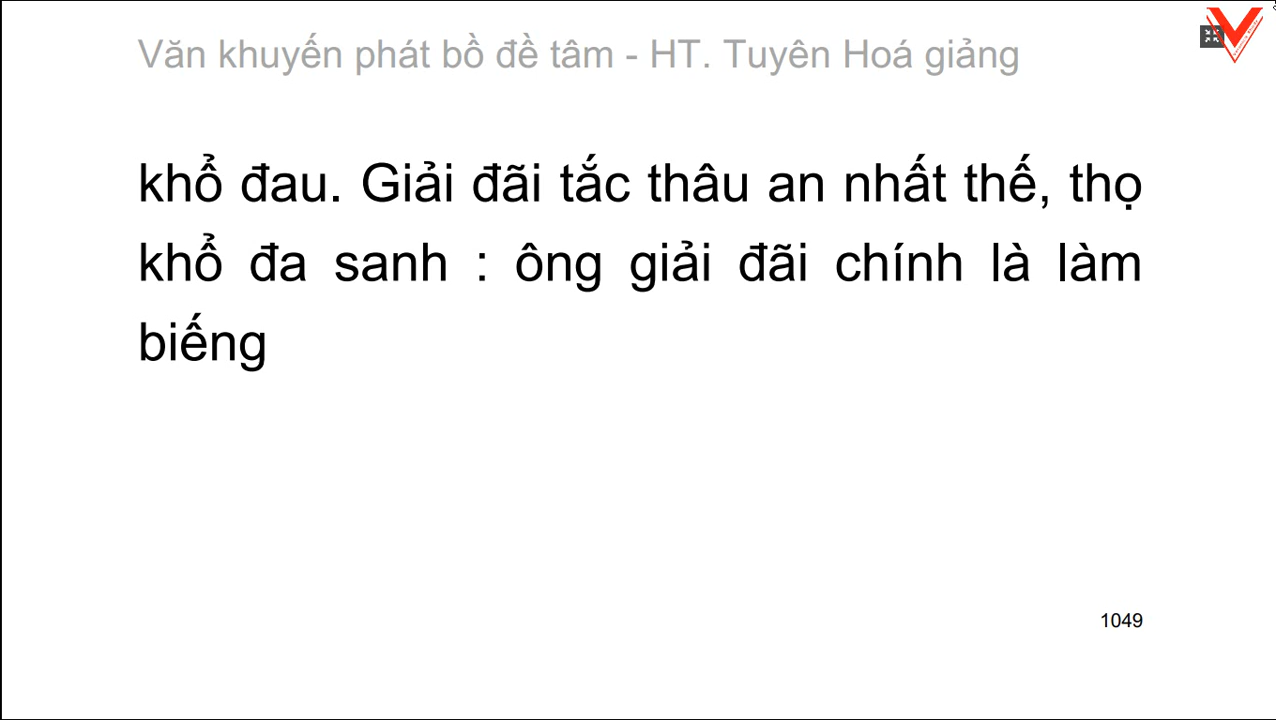 Văn khuyến phát bồ đề tâm - HT. Tuyên Hoá giảng
khổ đau. Giải đãi tắc thâu an nhất thế, thọ
khổ đa sanh : ông giải đãi chính là làm
biếng
1049